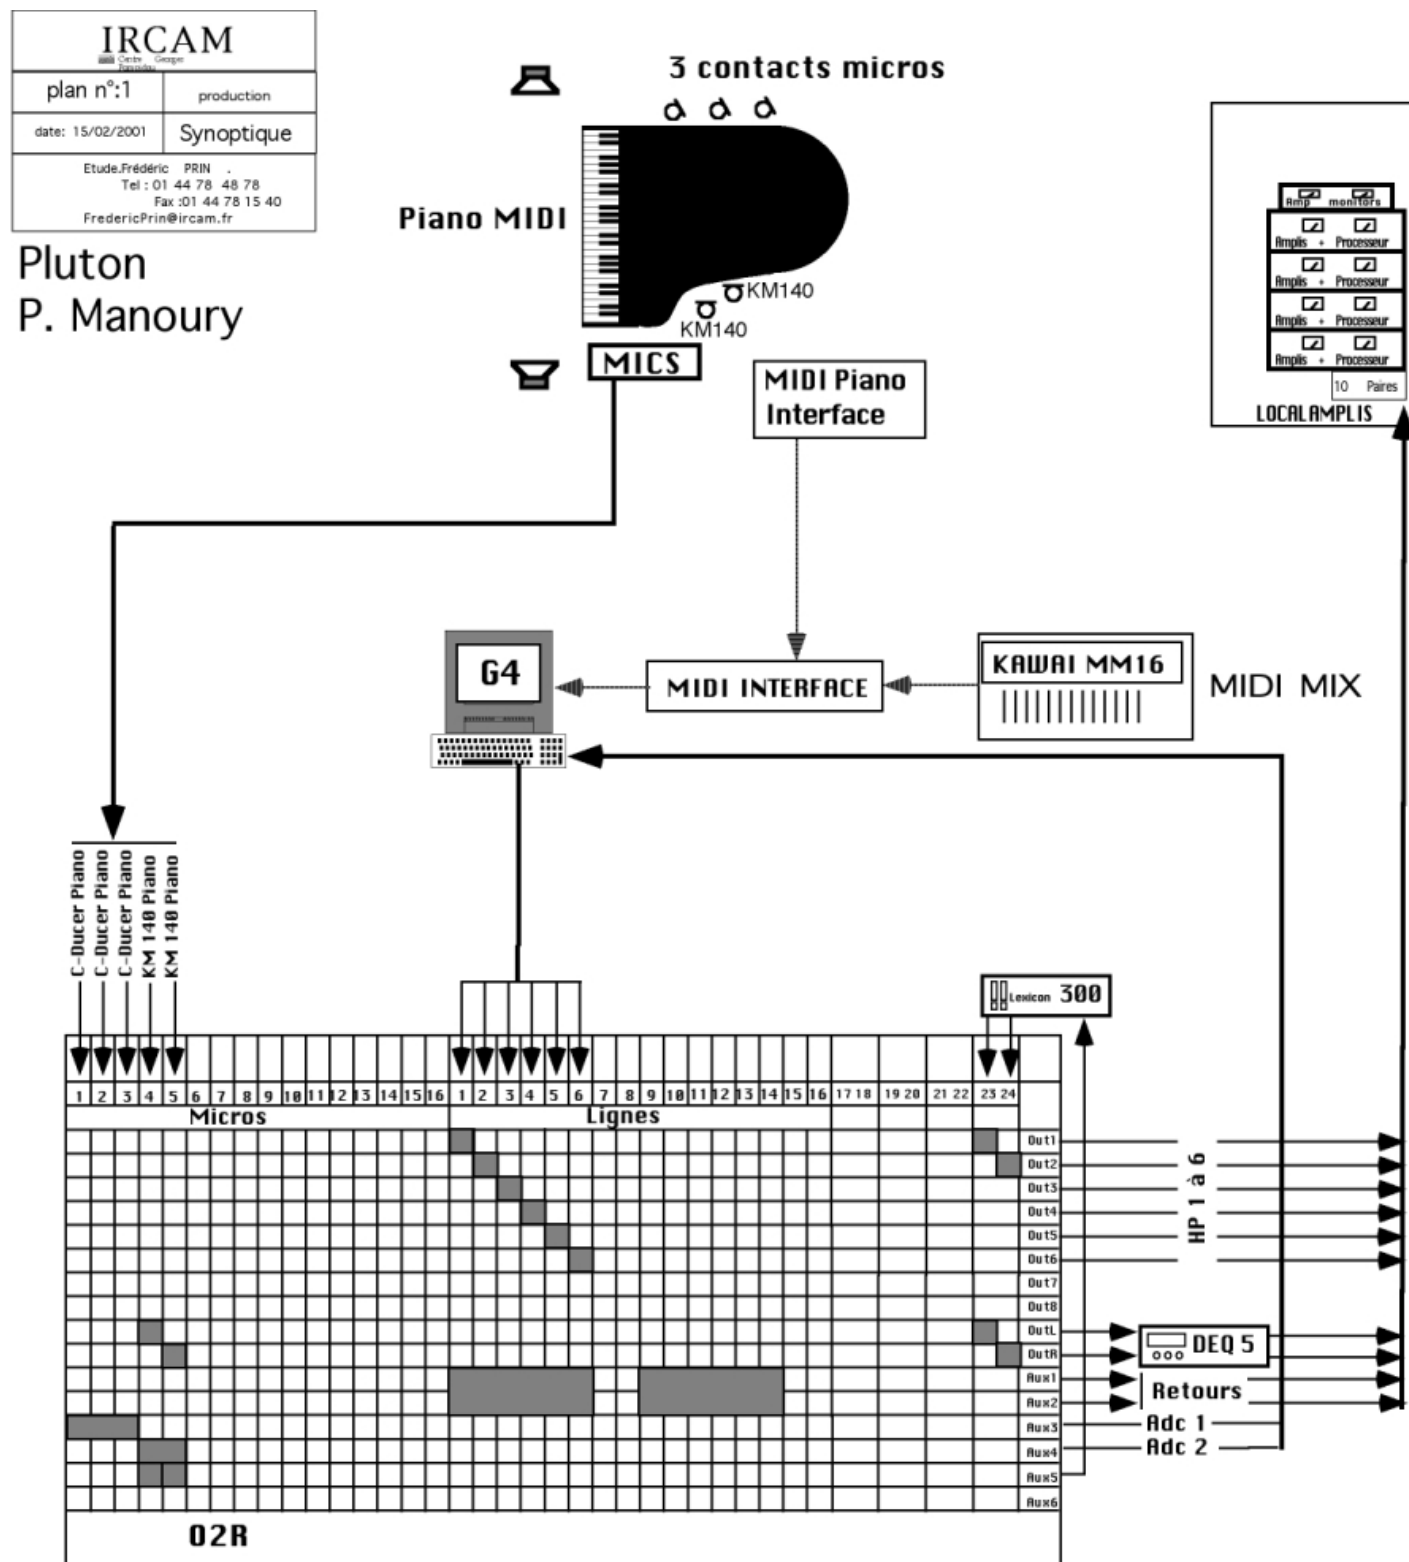 IRCAM
Centre Georges
Pompidou
plan n°:1
production
date: 15/02/2001
Synoptique
Etude.Frédéric PRIN .
Tel : 01 44 78 48 78
Fax :01 44 78 15 40
FredericPrin@ircam.fr
Pluton
P. Manoury
3 contacts micros
Piano MIDI
KM140
KM140
MICS
MIDI Piano
Interface
Amp monitors
Amplis + Processeur
Amplis + Processeur
Amplis + Processeur
Amplis + Processeur
10 Paires
LOCAL AMPLIS
G4
MIDI INTERFACE
KAWAI MM16
MIDI MIX
C-Ducer Piano
C-Ducer Piano
C-Ducer Piano
KM 140 Piano
KM 140 Piano
Lexicon 300
1 2 3 4 5 6 7 8 9 10 11 12 13 14 15 16 1 2 3 4 5 6 7 8 9 10 11 12 13 14 15 16 17 18 19 20 21 22 23 24
Micros
Lignes
Out1
Out2
Out3
Out4
Out5
Out6
Out7
Out8
OutL
OutR
Aux1
Aux2
Aux3
Aux4
Aux5
Aux6
HP 1 à 6
DEQ 5
Retours
Adc 1
Adc 2
02R